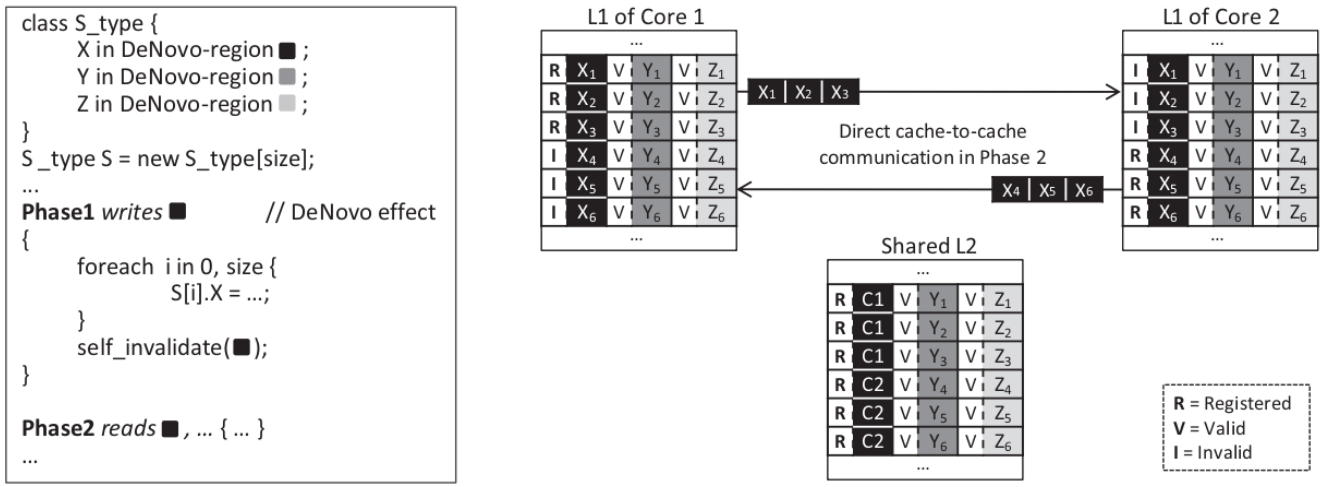 class S_type {
X in DeNovo-region ;
Y in DeNovo-region ;
Z in DeNovo-region ;
}
S _type S = new S_type[size];
...
Phase1 writes // DeNovo effect
{
foreach i in 0, size {
S[i].X = ...;
}
self_invalidate( );
}
Phase2 reads , ... { ... }
...
L1 of Core 1
...
R X1 V Y1 V Z1
R X2 V Y2 V Z2
R X3 V Y3 V Z3
I X4 V Y4 V Z4
I X5 V Y5 V Z5
I X6 V Y6 V Z6
...
X1 X2 X3
Direct cache-to-cache
communication in Phase 2
X4 X5 X6
L1 of Core 2
...
I X1 V Y1 V Z1
I X2 V Y2 V Z2
I X3 V Y3 V Z3
R X4 V Y4 V Z4
R X5 V Y5 V Z5
R X6 V Y6 V Z6
...
Shared L2
...
R C1 V Y1 V Z1
R C1 V Y2 V Z2
R C1 V Y3 V Z3
R C2 V Y4 V Z4
R C2 V Y5 V Z5
R C2 V Y6 V Z6
...
R = Registered
V = Valid
I = Invalid